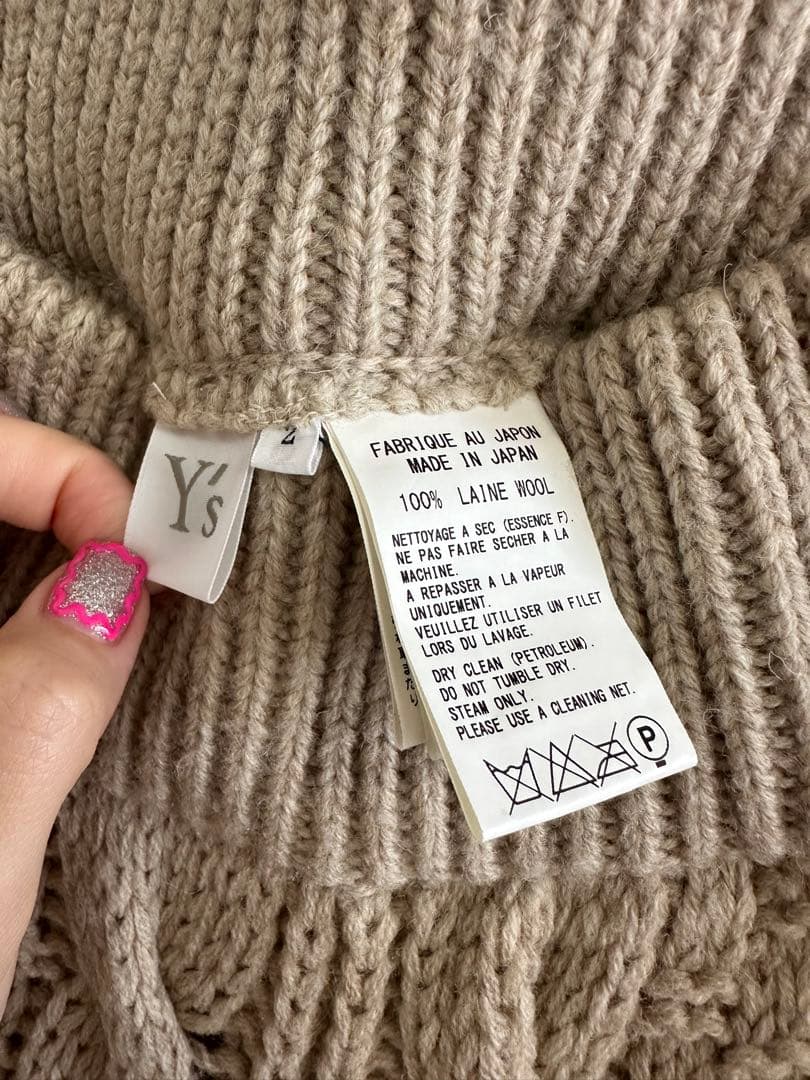 Y's
2
FABRIQUE AU JAPON
MADE IN JAPAN
100% LAINE WOOL
NETTOYAGE A SEC (ESSENCE F).
NE PAS FAIRE SECHER A LA
MACHINE.
A REPASSER A LA VAPEUR
UNIQUEMENT.
VEUILLEZ UTILISER UN FILET
LORS DU LAVAGE.
DRY CLEAN (PETROLEUM).
DO NOT TUMBLE DRY.
STEAM ONLY.
PLEASE USE A CLEANING NET.
P